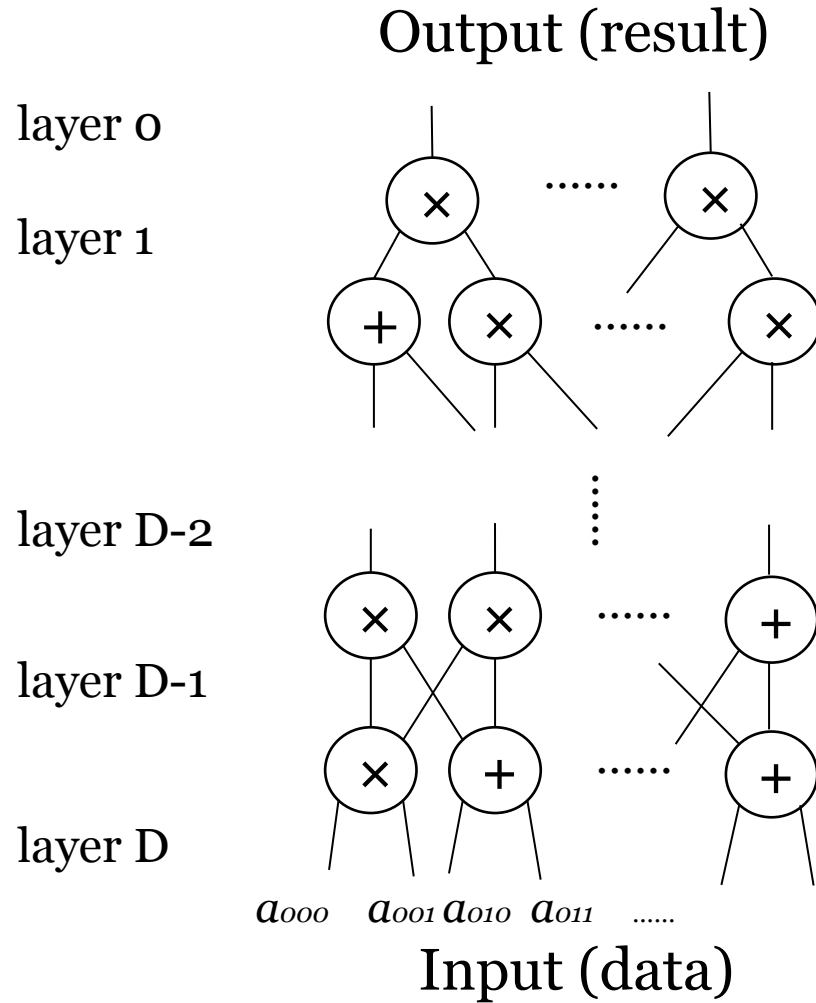 Output (result)
layer 0
× ...... ×
layer 1
+ × ...... ×
layer D-2
× × ...... +
layer D-1
× + ...... +
layer D
a000 a001 a010 a011 ......
Input (data)